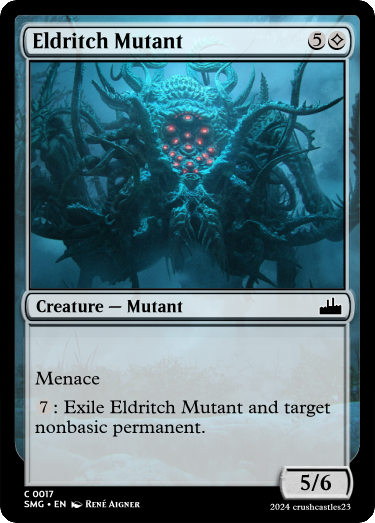 Eldritch Mutant 5
Creature — Mutant
Menace
7 : Exile Eldritch Mutant and target
nonbasic permanent.
5/6
C 0017
SMG • EN René Aigner
2024 crushcastles23